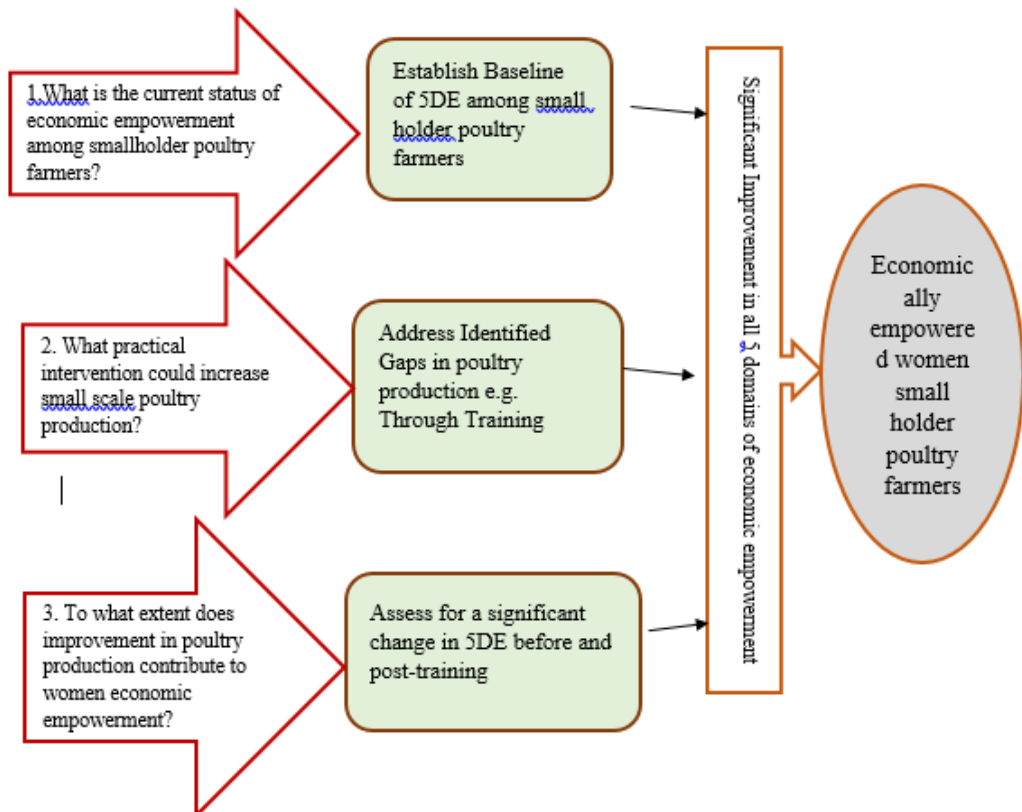 1.What is the current status of
economic empowerment
among smallholder poultry
farmers?
Establish Baseline
of 5DE among small
holder poultry
farmers
2. What practical
intervention could increase
small scale poultry
production?
Address Identified
Gaps in poultry
production e.g.
Through Training
3. To what extent does
improvement in poultry
production contribute to
women economic
empowerment?
Assess for a significant
change in 5DE before and
post-training
Significant Improvement in all 5 domains of economic empowerment
Economic
ally
empowere
d women
small
holder
poultry
farmers